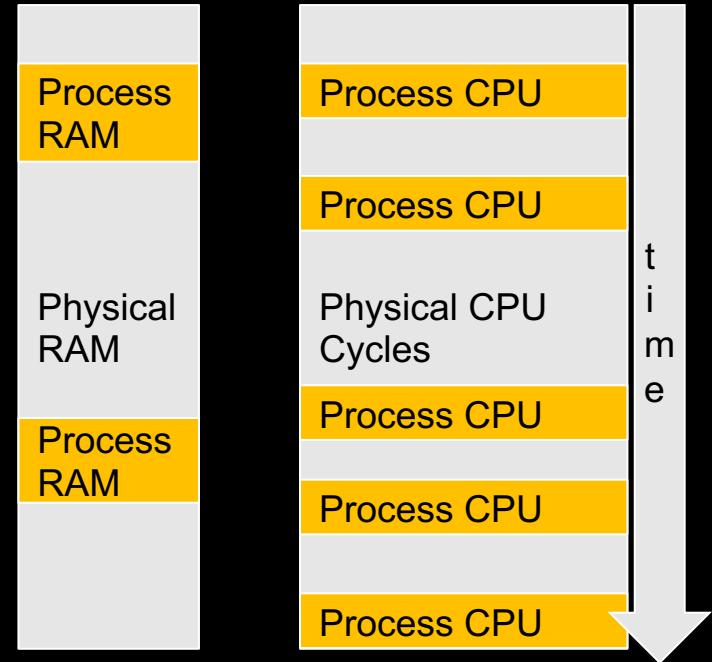 Process
RAM
Physical
RAM
Process
RAM
Process CPU
Process CPU
Physical CPU
Cycles
Process CPU
Process CPU
Process CPU
t
i
m
e